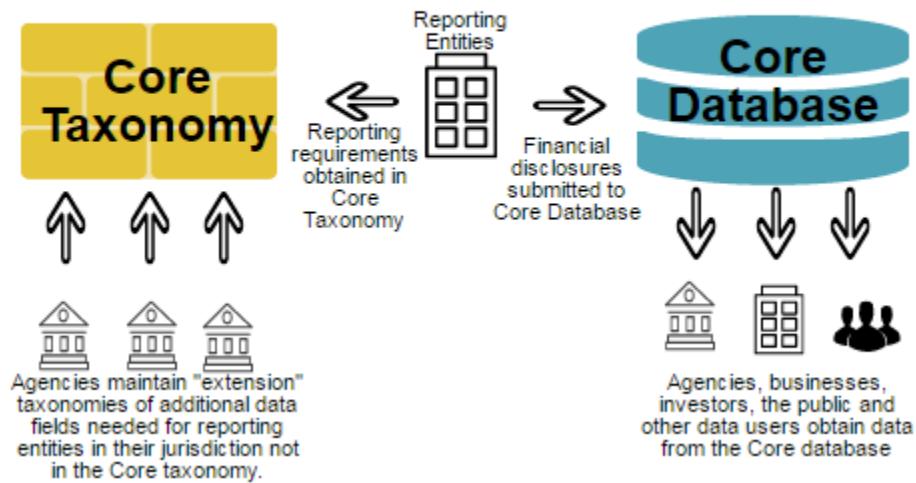 Core
Taxonomy
Reporting
Entities
Core
Database
Reporting
requirements
obtained in
Core
Taxonomy
Financial
disclosures
submitted to
Core Database
Agencies maintain "extension"
taxonomies of additional data
fields needed for reporting
entities in their jurisdiction not
in the Core taxonomy.
Agencies, businesses,
investors, the public and
other data users obtain data
from the Core database